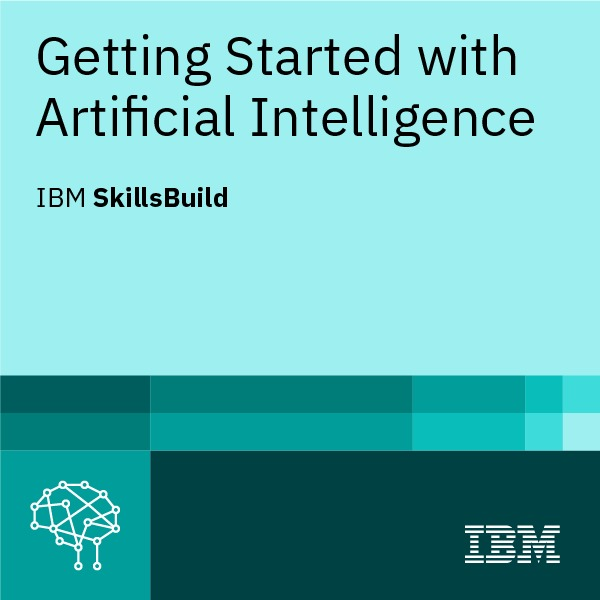 Getting Started with
Artificial Intelligence
IBM SkillsBuild
IBM